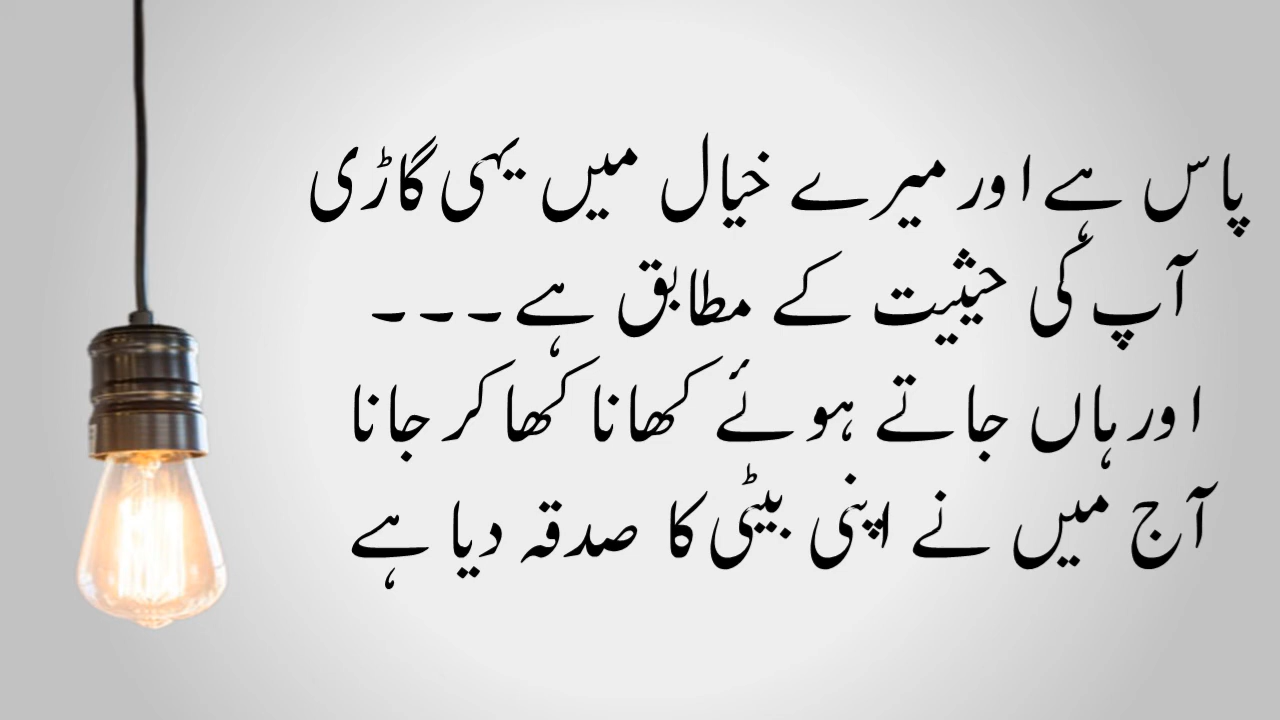 پاس ہے اور میرے خیال میں یہی گاڑی
آپ کی حثییت کے مطابق ہے۔۔۔
اور ہاں جاتے ہوئے کھانا کھا کر جانا
آج میں نے اپنی بیٹی کا صدقہ دیا ہے